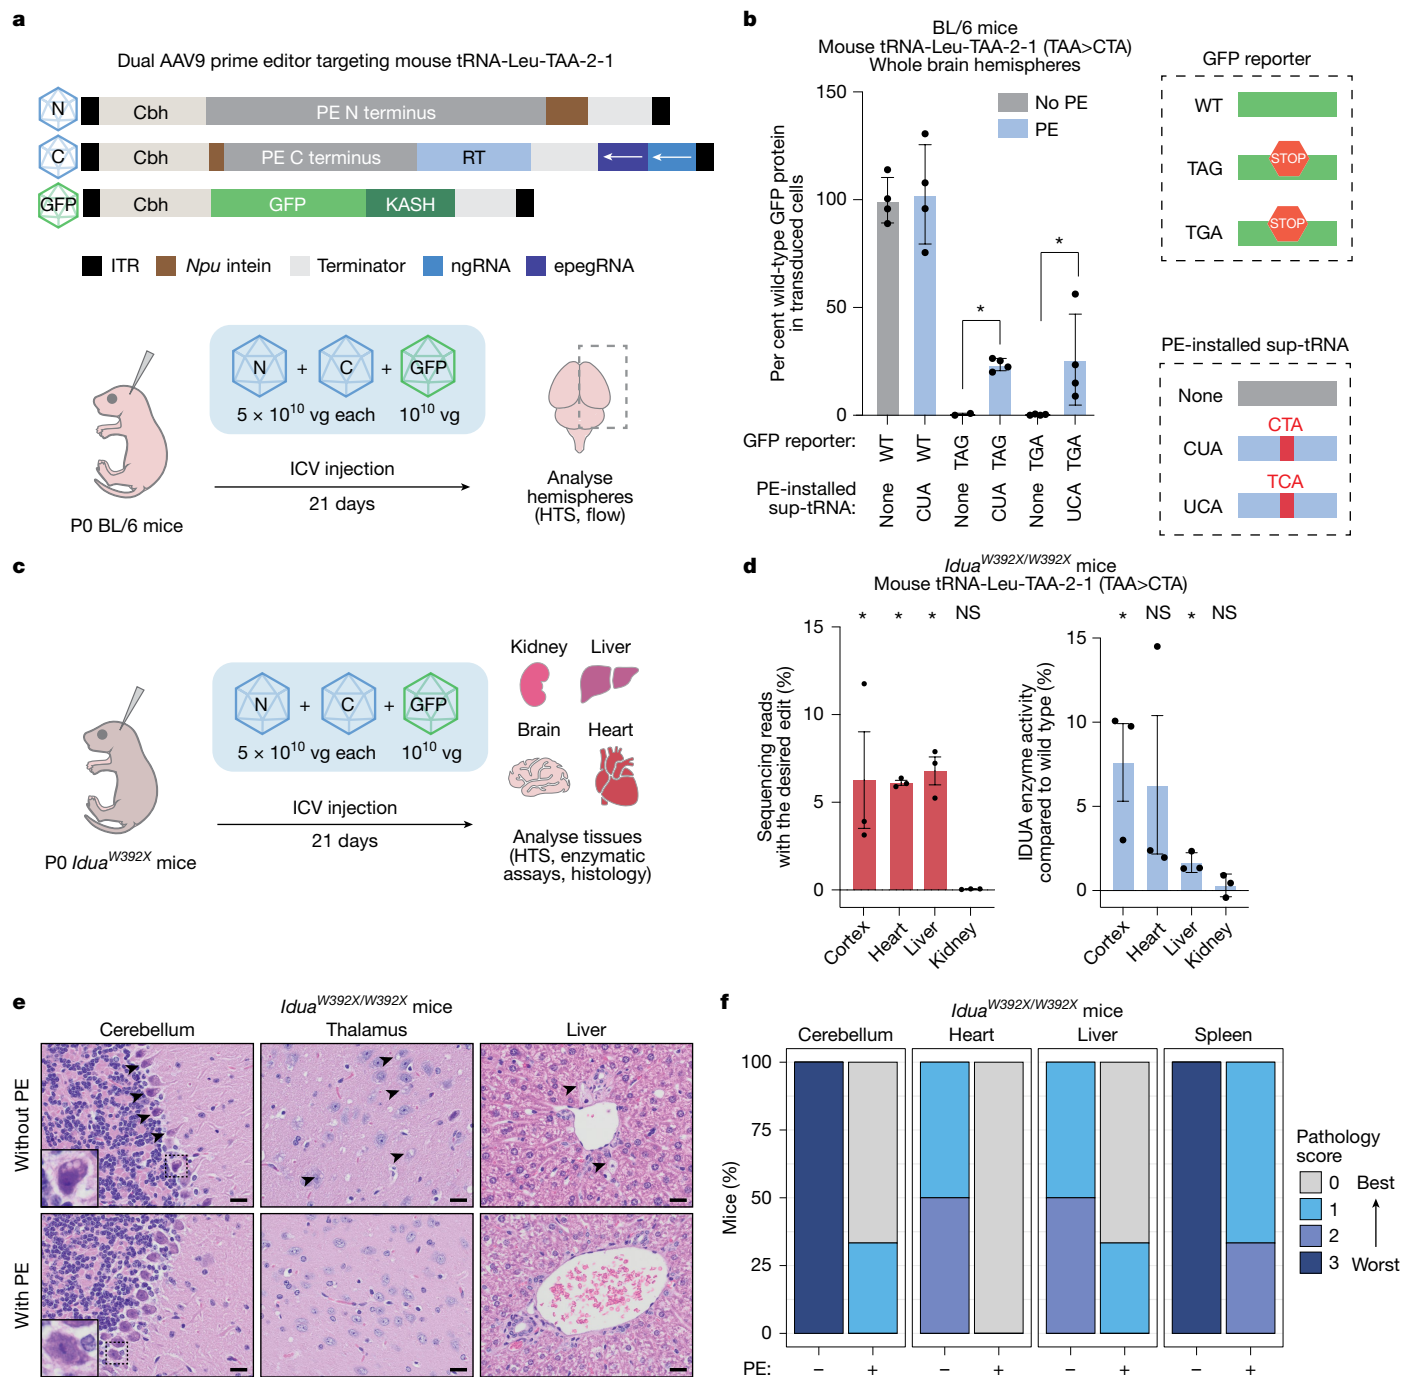 a
Dual AAV9 prime editor targeting mouse tRNA-Leu-TAA-2-1
N
Cbh
PE N terminus
C
Cbh
PE C terminus
RT
GFP
Cbh
GFP
KASH
ITR
Npu intein
Terminator
ngRNA
epegRNA
N + C + GFP
5 × 10¹⁰ vg each
10¹⁰ vg
ICV injection
21 days
P0 BL/6 mice
Analyse
hemispheres
(HTS, flow)
b
BL/6 mice
Mouse tRNA-Leu-TAA-2-1 (TAA>CTA)
Whole brain hemispheres
Per cent wild-type GFP protein
in transduced cells
150
100
50
0
No PE
PE
*
*
GFP reporter: WT WT TAG TAG TGA TGA
PE-installed
sup-tRNA: None CUA None CUA None UCA
GFP reporter
WT
TAG STOP
TGA STOP
PE-installed sup-tRNA
None
CTA
CUA
TCA
UCA
c
N + C + GFP
5 × 10¹⁰ vg each
10¹⁰ vg
ICV injection
21 days
P0 Idua^W392X mice
Kidney
Liver
Brain
Heart
Analyse tissues
(HTS, enzymatic
assays, histology)
d
Idua^W392X/W392X mice
Mouse tRNA-Leu-TAA-2-1 (TAA>CTA)
Sequencing reads
with the desired edit (%)
15
10
5
0
* * * NS
Cortex
Heart
Liver
Kidney
IDUA enzyme activity
compared to wild type (%)
15
10
5
0
* NS * NS
Cortex
Heart
Liver
Kidney
e
Idua^W392X/W392X mice
Cerebellum
Thalamus
Liver
Without PE
With PE
f
Idua^W392X/W392X mice
Cerebellum
Heart
Liver
Spleen
Mice (%)
100
75
50
25
0
PE: − + − + − + − +
Pathology
score
0 Best
1
2
3 Worst